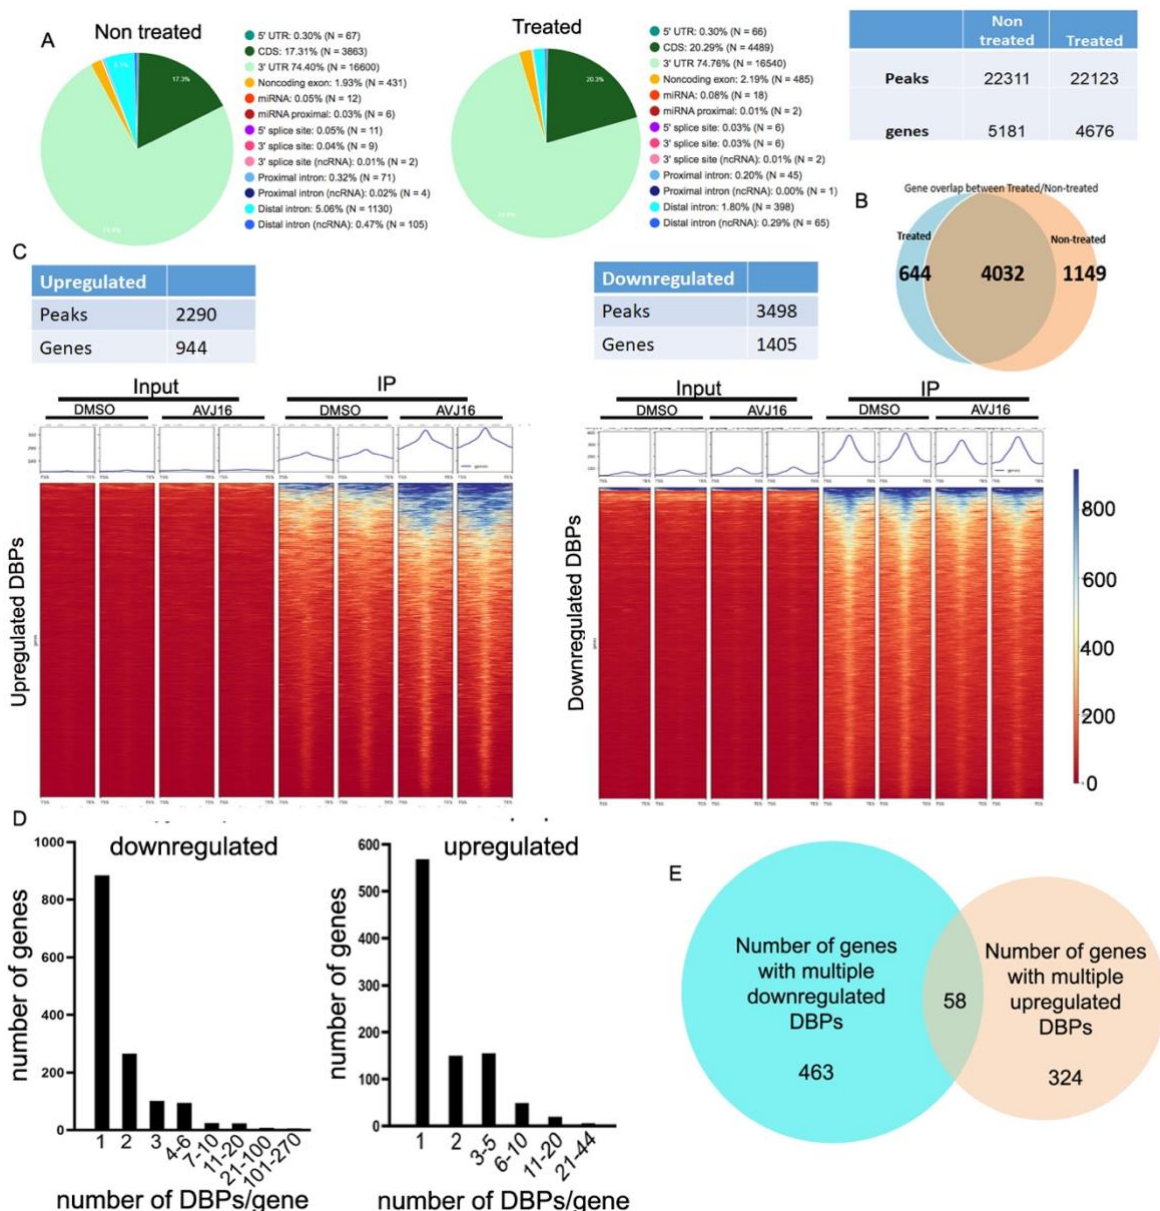 A
Non treated
17.3%
5' UTR: 0.30% (N = 67)
CDS: 17.31% (N = 3863)
3' UTR 74.40% (N = 16600)
Noncoding exon: 1.93% (N = 431)
miRNA: 0.05% (N = 12)
miRNA proximal: 0.03% (N = 6)
5' splice site: 0.05% (N = 11)
3' splice site: 0.04% (N = 9)
3' splice site (ncRNA): 0.01% (N = 2)
Proximal intron: 0.32% (N = 71)
Proximal intron (ncRNA): 0.02% (N = 4)
Distal intron: 5.06% (N = 1130)
Distal intron (ncRNA): 0.47% (N = 105)
Treated
20.3%
5' UTR: 0.30% (N = 66)
CDS: 20.29% (N = 4489)
3' UTR 74.76% (N = 16540)
Noncoding exon: 2.19% (N = 485)
miRNA: 0.08% (N = 18)
miRNA proximal: 0.01% (N = 2)
5' splice site: 0.03% (N = 6)
3' splice site: 0.03% (N = 6)
3' splice site (ncRNA): 0.01% (N = 2)
Proximal intron: 0.20% (N = 45)
Proximal intron (ncRNA): 0.00% (N = 1)
Distal intron: 1.80% (N = 398)
Distal intron (ncRNA): 0.29% (N = 65)
Non
treated Treated
Peaks 22311 22123
genes 5181 4676
B
Gene overlap between Treated/Non-treated
Treated
Non-treated
644 4032 1149
C
Upregulated
Peaks 2290
Genes 944
Downregulated
Peaks 3498
Genes 1405
Input IP
DMSO AVJ16 DMSO AVJ16
genes
Upregulated DBPs
genes
Input IP
DMSO AVJ16 DMSO AVJ16
genes
Downregulated DBPs
genes
800
600
400
200
0
D
downregulated
number of genes
1000
800
600
400
200
0
1 2 3 4-6 7-10 11-20 21-100 101-270
number of DBPs/gene
upregulated
number of genes
600
500
400
300
200
100
0
1 2 3-5 6-10 11-20 21-44
number of DBPs/gene
E
Number of genes
with multiple
downregulated
DBPs
463
58
Number of genes
with multiple
upregulated
DBPs
324